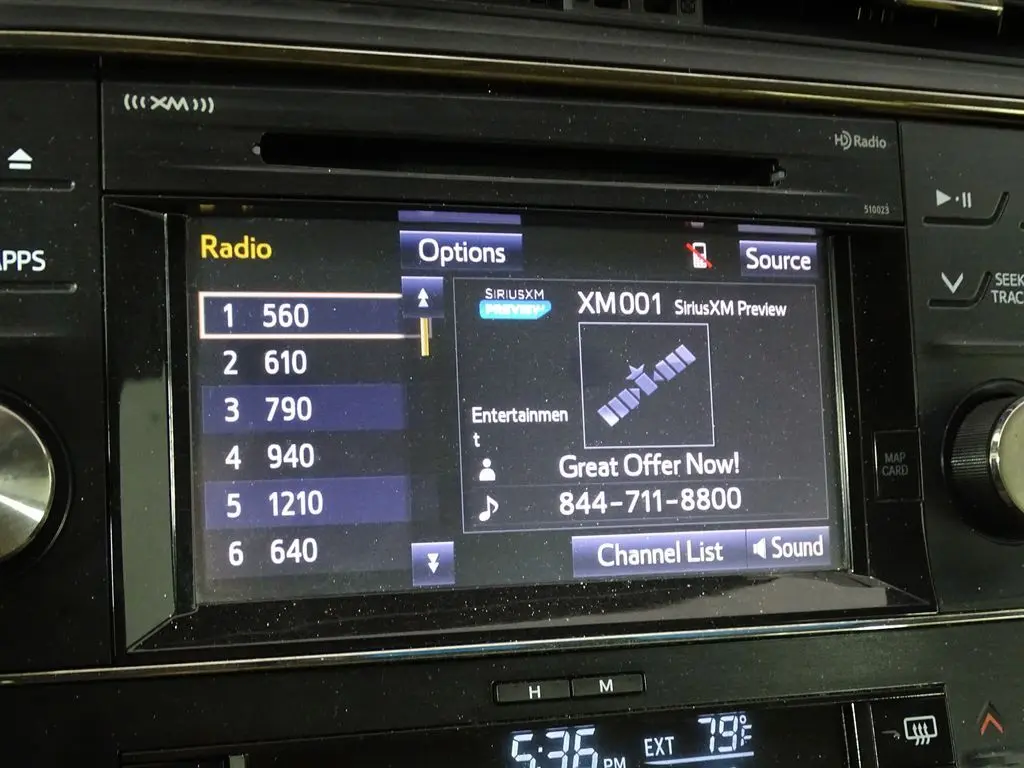 (((XM)))
HD Radio
510023
APPS
SEEK
TRAC
MAP
CARD
Radio
Options
Source
1 560
2 610
3 790
4 940
5 1210
6 640
SIRIUSXM
PREVIEW
XM001 SiriusXM Preview
Entertainmen
t
Great Offer Now!
844-711-8800
Channel List
Sound
H
M
5:36 PM
EXT 79°F